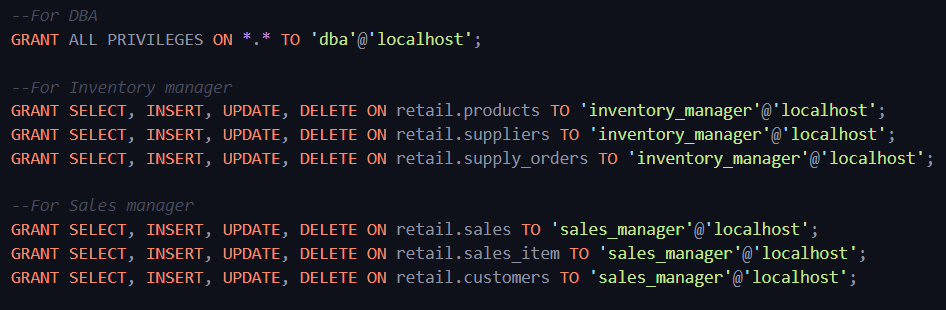 --For DBA
GRANT ALL PRIVILEGES ON *.* TO 'dba'@'localhost';
--For Inventory manager
GRANT SELECT, INSERT, UPDATE, DELETE ON retail.products TO 'inventory_manager'@'localhost';
GRANT SELECT, INSERT, UPDATE, DELETE ON retail.suppliers TO 'inventory_manager'@'localhost';
GRANT SELECT, INSERT, UPDATE, DELETE ON retail.supply_orders TO 'inventory_manager'@'localhost';
--For Sales manager
GRANT SELECT, INSERT, UPDATE, DELETE ON retail.sales TO 'sales_manager'@'localhost';
GRANT SELECT, INSERT, UPDATE, DELETE ON retail.sales_item TO 'sales_manager'@'localhost';
GRANT SELECT, INSERT, UPDATE, DELETE ON retail.customers TO 'sales_manager'@'localhost';